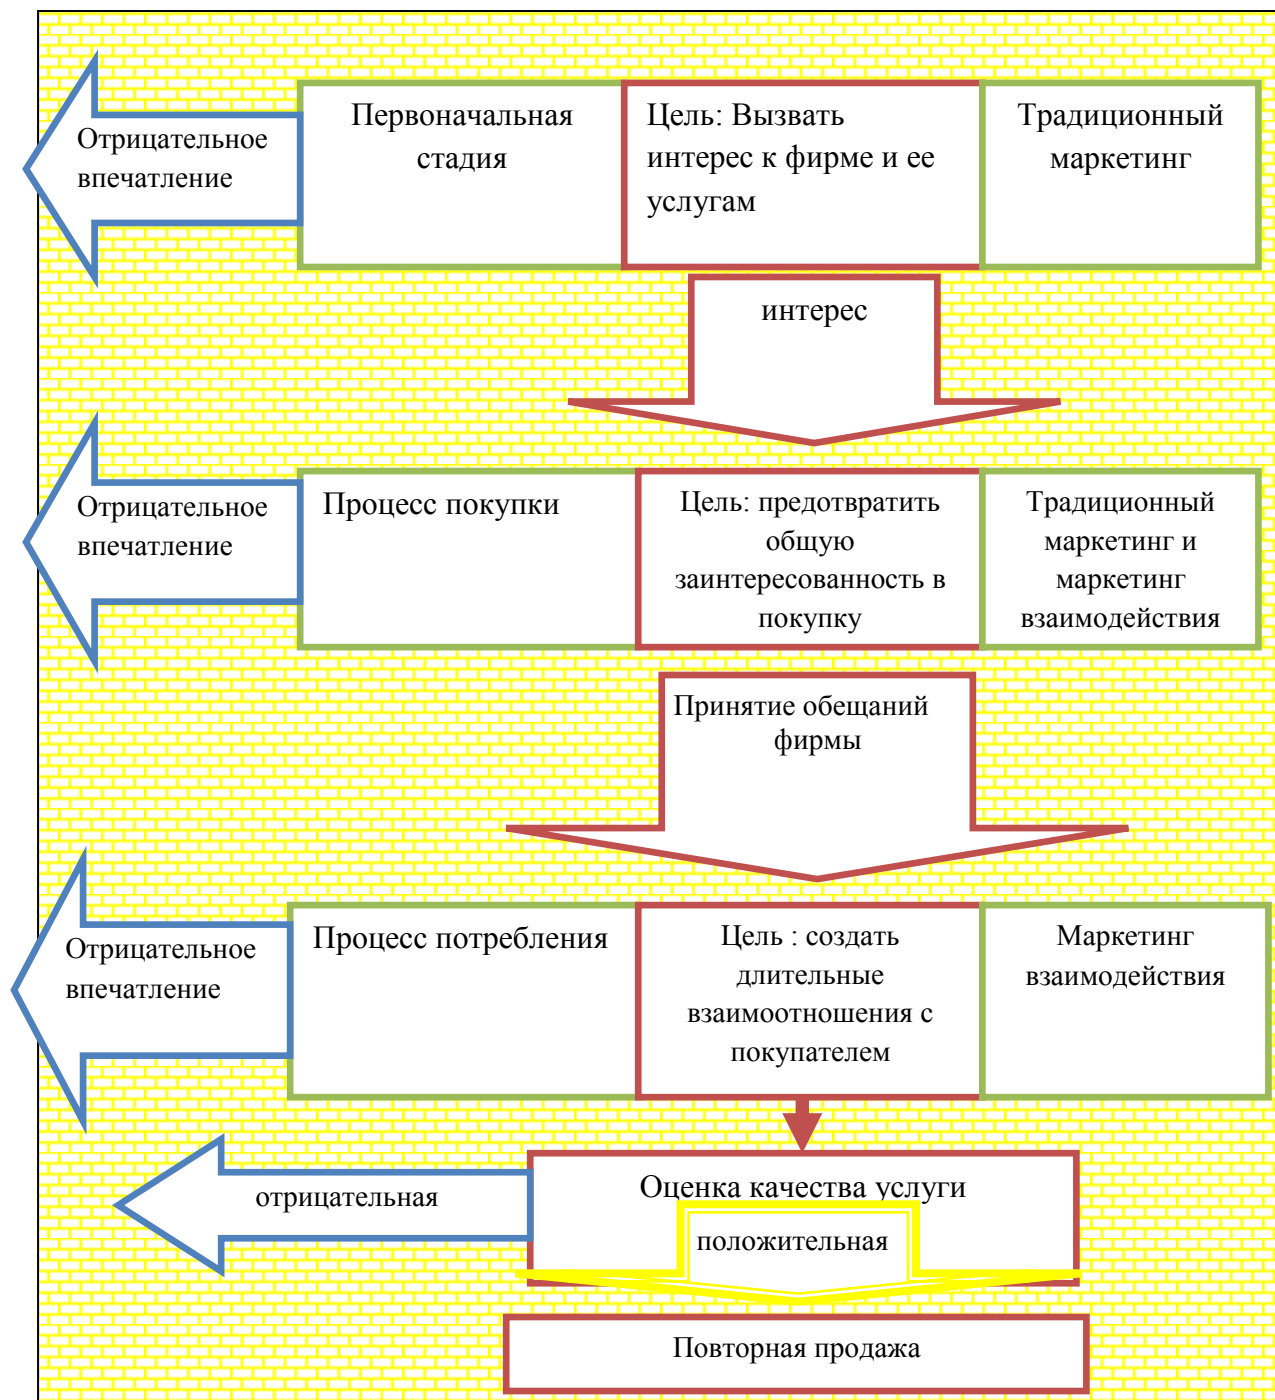 Отрицательное
впечатление
Первоначальная
стадия
Цель: Вызвать
интерес к фирме и ее
услугам
Традиционный
маркетинг
интерес
Отрицательное
впечатление
Процесс покупки
Цель: предотвратить
общую
заинтересованность в
покупку
Традиционный
маркетинг и
маркетинг
взаимодействия
Принятие обещаний
фирмы
Отрицательное
впечатление
Процесс потребления
Цель : создать
длительные
взаимоотношения с
покупателем
Маркетинг
взаимодействия
отрицательная
Оценка качества услуги
положительная
Повторная продажа